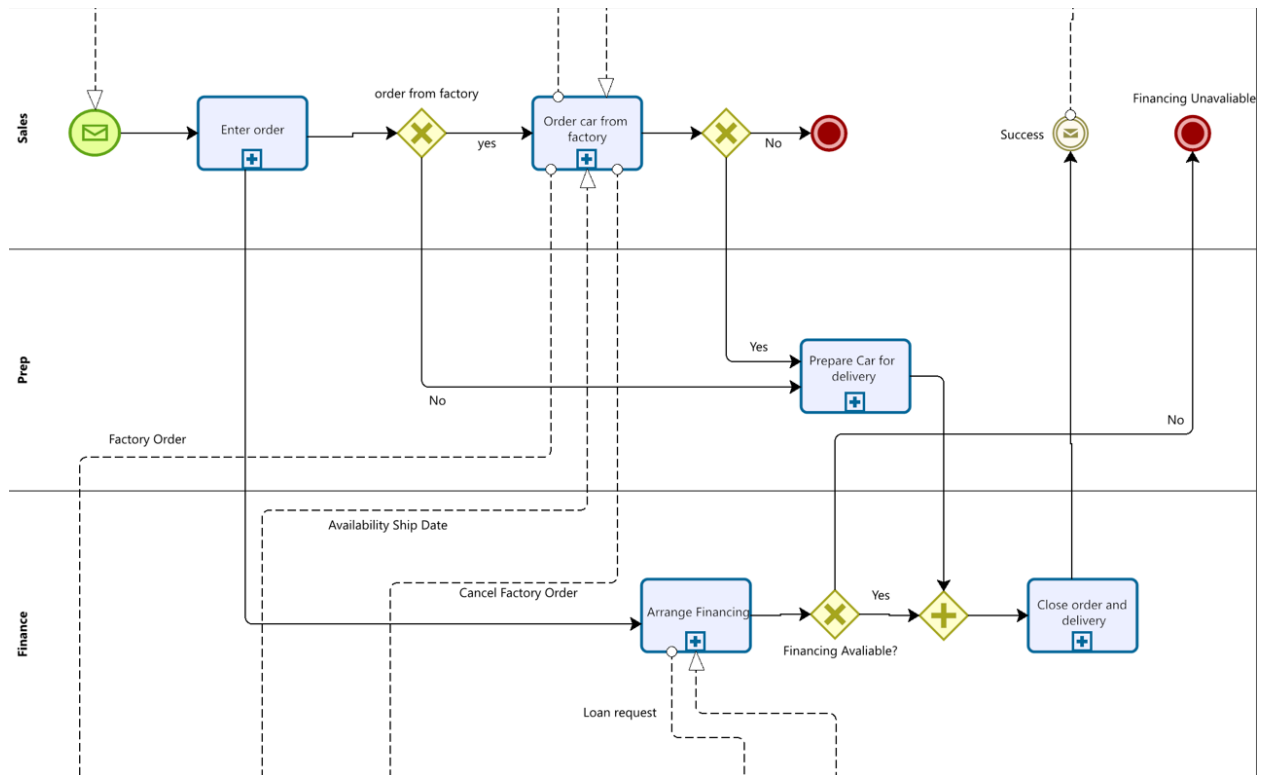 Sales
order from factory
Enter order
yes
Order car from
factory
No
Success
Financing Unavaliable
Prep
Yes
Prepare Car for
delivery
No
No
Factory Order
Availability Ship Date
Cancel Factory Order
Finance
Arrange Financing
Yes
Financing Avaliable?
Close order and
delivery
Loan request